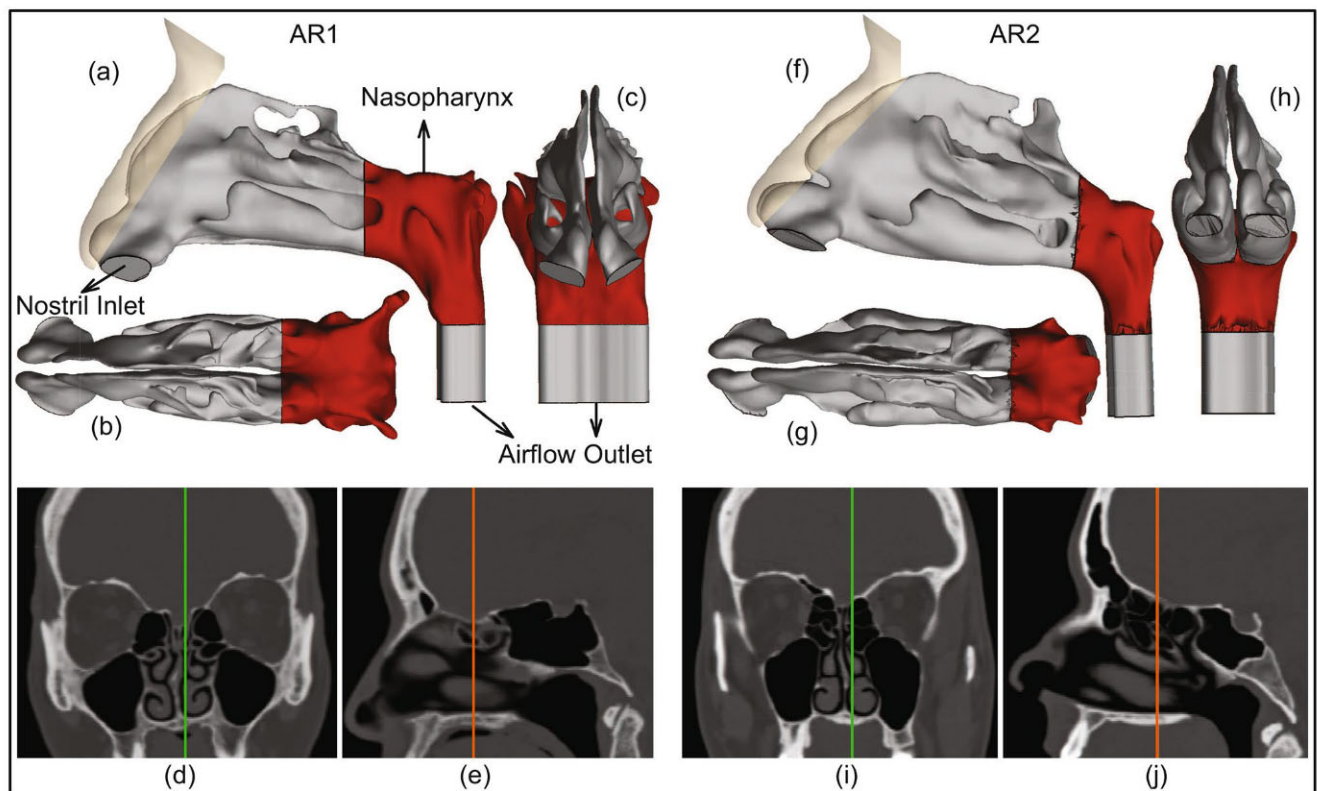 AR1
AR2
(a)
(c)
(f)
(h)
Nasopharynx
Nostril Inlet
(b)
(g)
Airflow Outlet
(d)
(e)
(i)
(j)